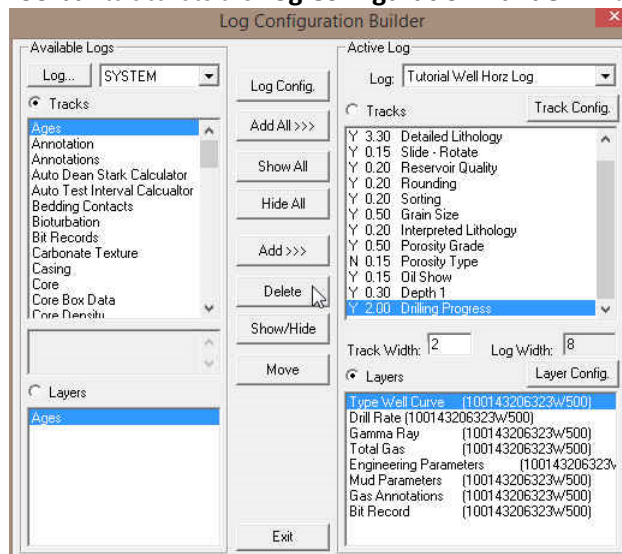 Log Configuration Builder
Available Logs
Log...
SYSTEM
Tracks
Ages
Annotation
Annotations
Auto Dean Stark Calculator
Auto Test Interval Calcualtor
Bedding Contacts
Bioturbation
Bit Records
Carbonate Texture
Casing
Core
Core Box Data
Core Density
Layers
Ages
Log Config.
Add All >>>
Show All
Hide All
Add >>>
Delete
Show/Hide
Move
Exit
Active Log
Log: Tutorial Well Horz Log
Tracks
Track Config.
Y 3.30 Detailed Lithology
Y 0.15 Slide - Rotate
Y 0.20 Reservoir Quality
Y 0.20 Rounding
Y 0.20 Sorting
Y 0.50 Grain Size
Y 0.20 Interpreted Lithology
Y 0.50 Porosity Grade
N 0.15 Porosity Type
Y 0.15 Oil Show
Y 0.30 Depth 1
Y 2.00 Drilling Progress
Track Width: 2
Log Width: 8
Layers
Layer Config.
Type Well Curve (100143206323W500)
Drill Rate (100143206323W500)
Gamma Ray (100143206323W500)
Total Gas (100143206323W500)
Engineering Parameters (100143206323W
Mud Parameters (100143206323W500)
Gas Annotations (100143206323W500)
Bit Record (100143206323W500)